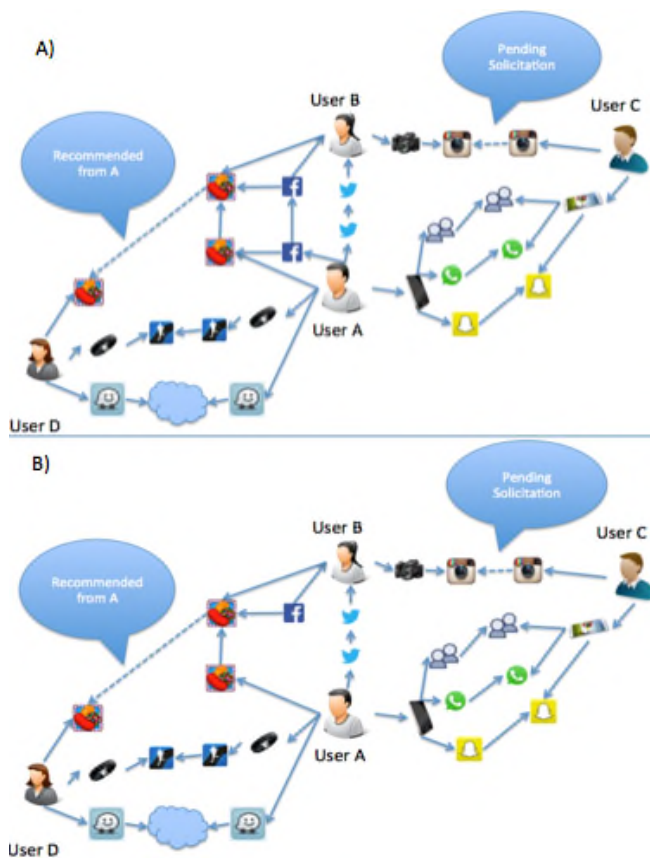 A)
Pending
Solicitation
User B
User C
Recommended
from A
User A
User D
B)
Pending
Solicitation
User B
User C
Recommended
from A
User A
User D